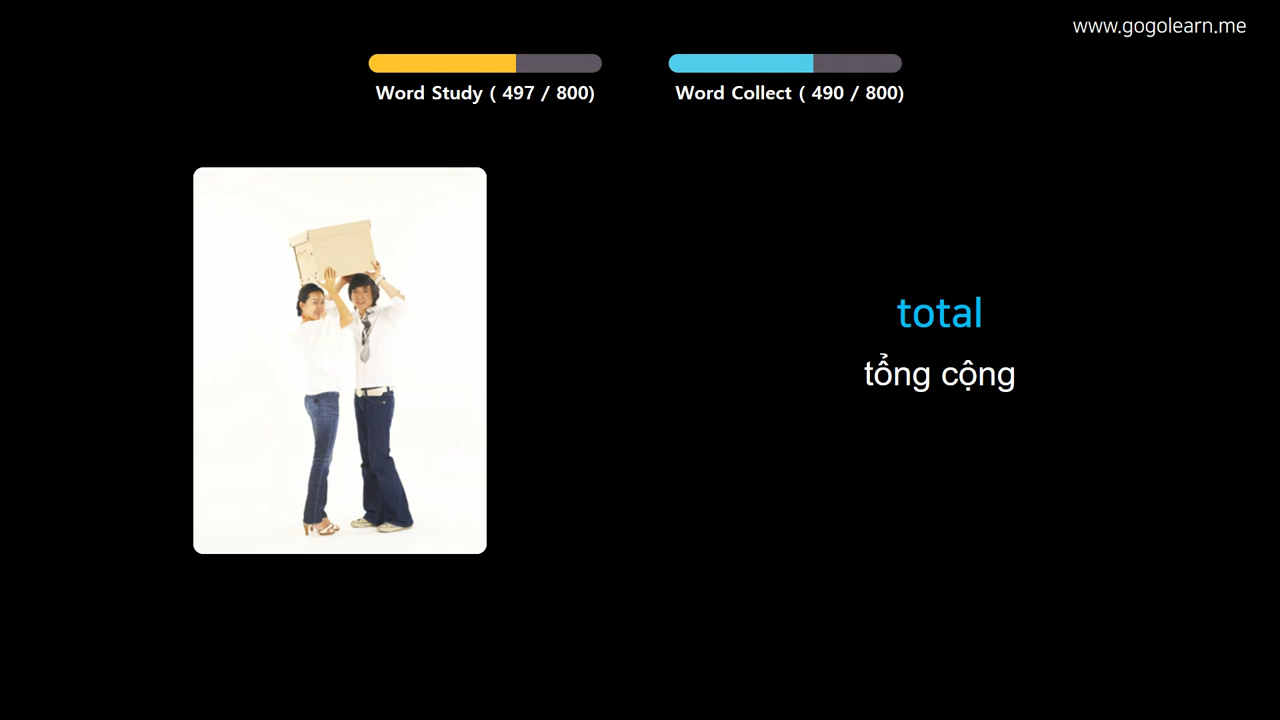 www.gogolearn.me
Word Study ( 497 / 800)
Word Collect ( 490 / 800)
total
tổng cộng